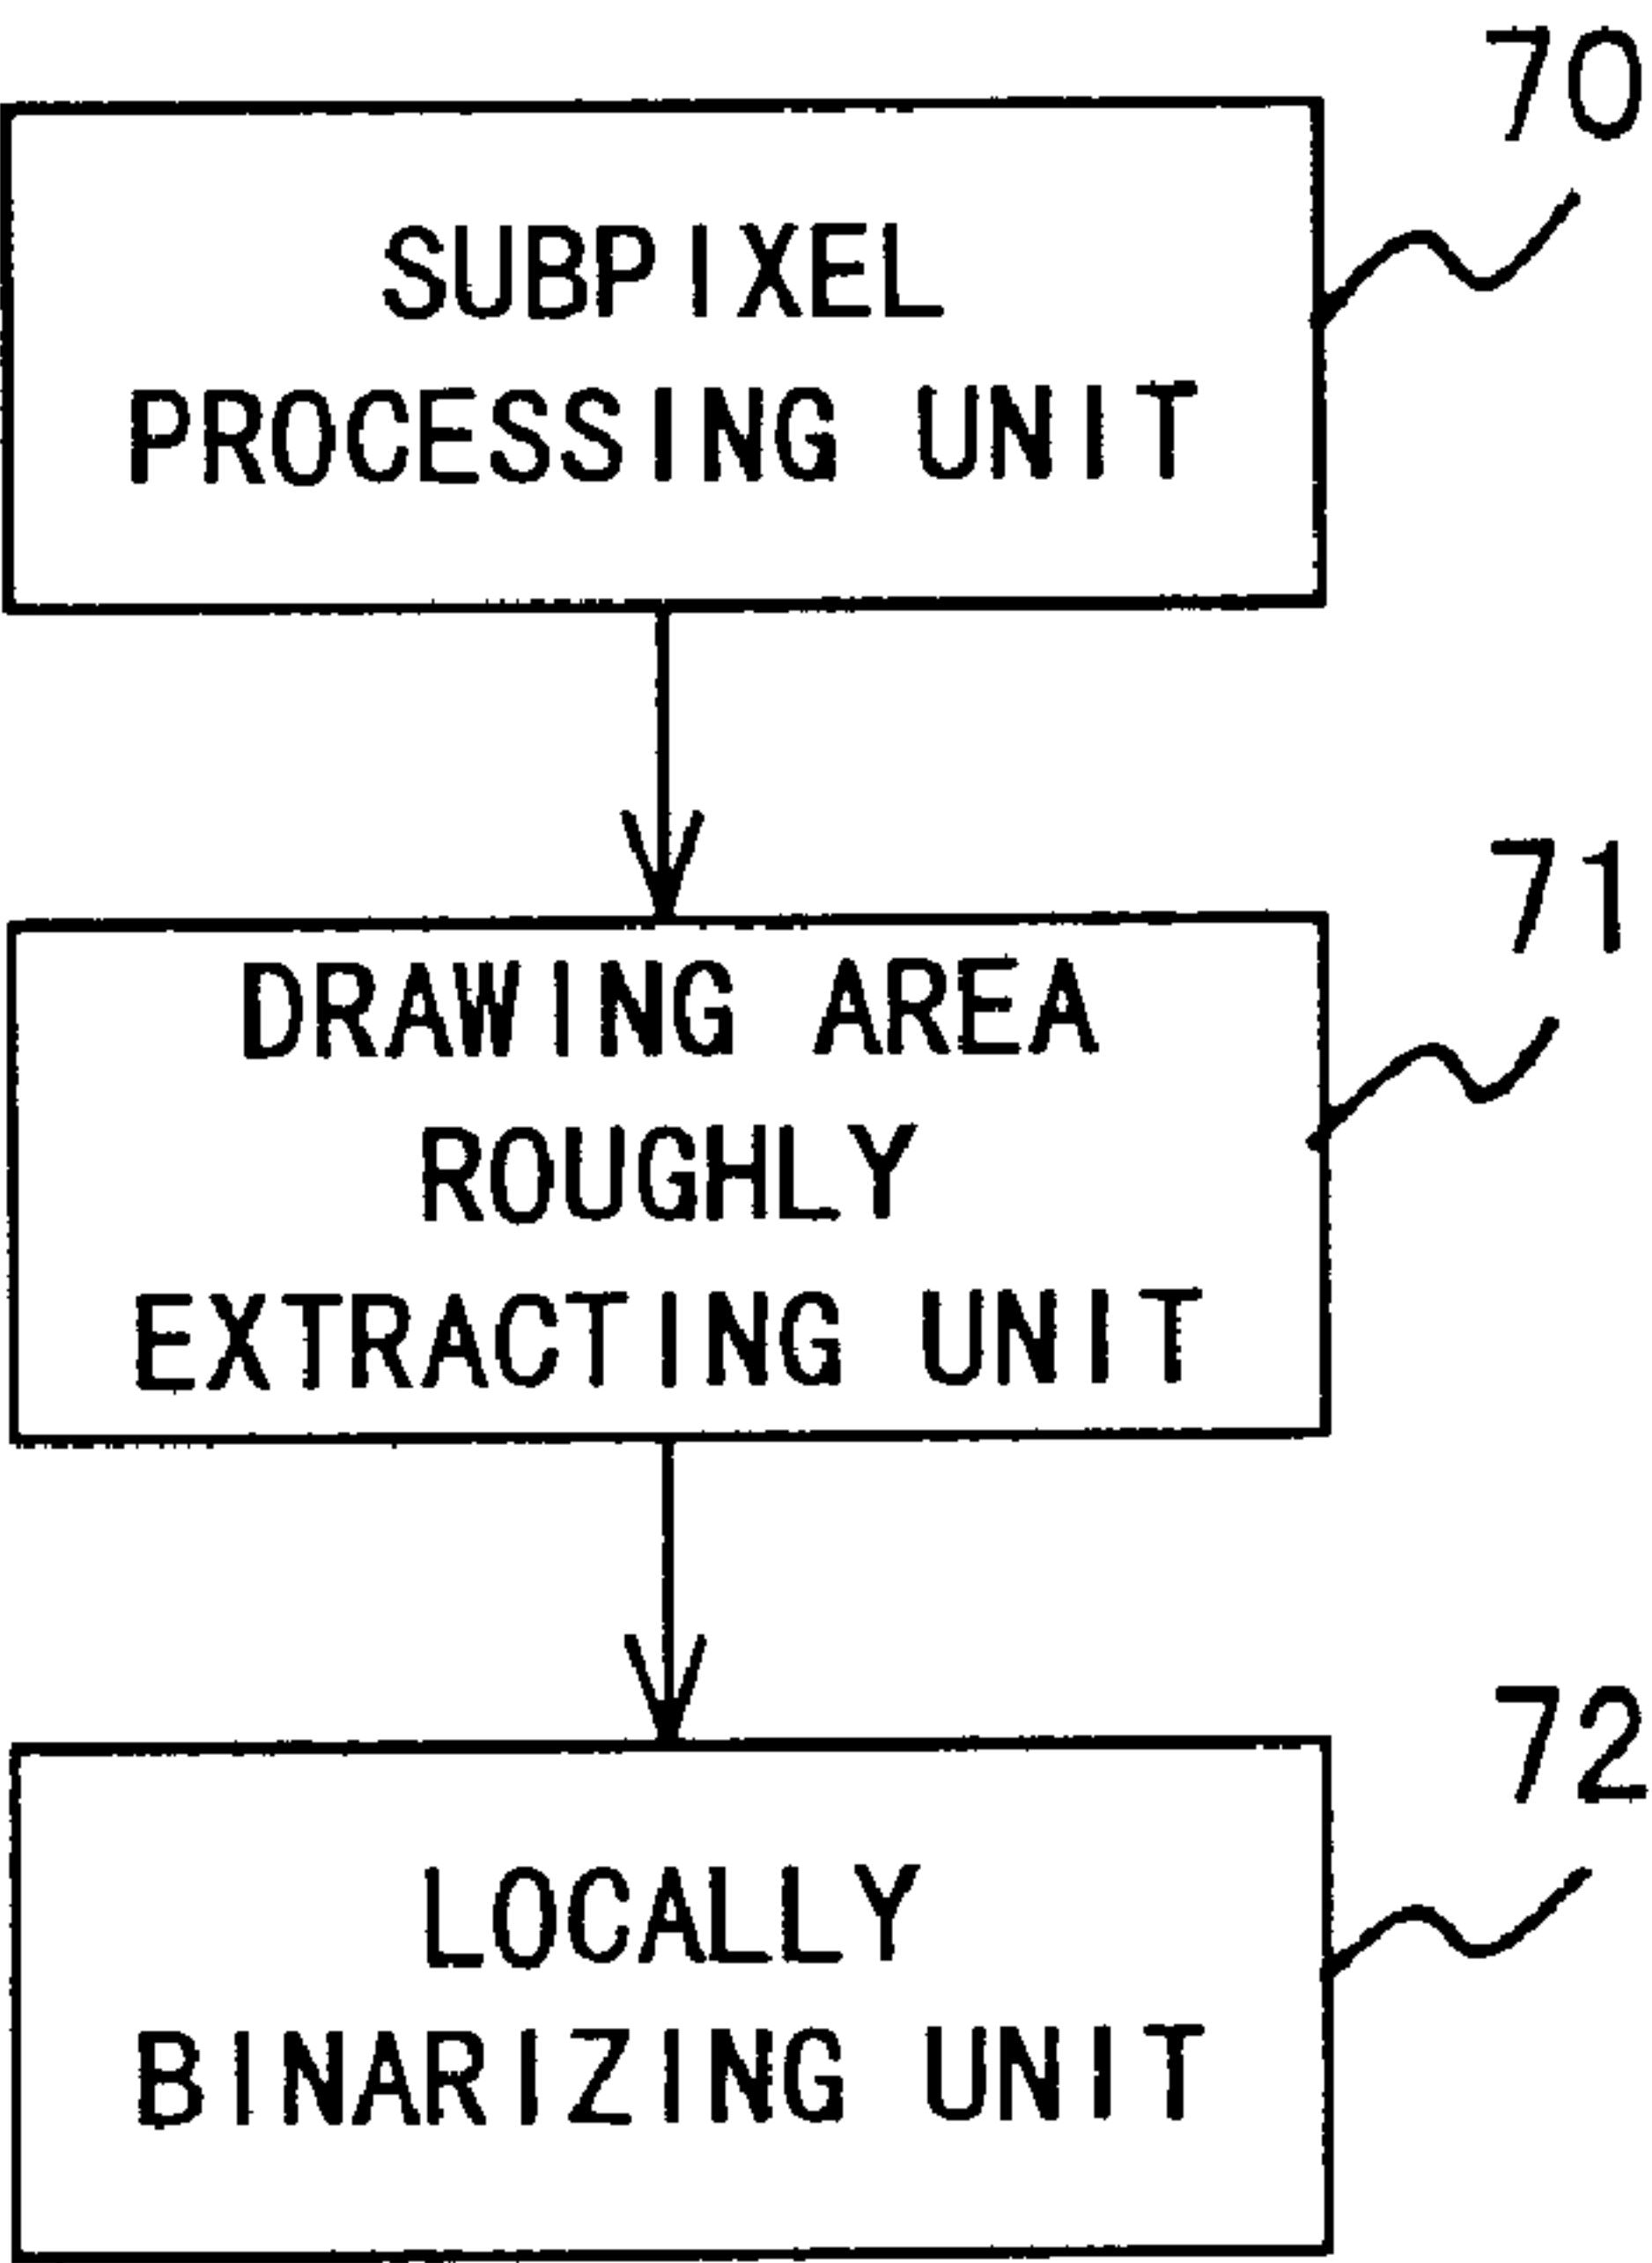 70
SUBPIXEL
PROCESSING UNIT
71
DRAWING AREA
ROUGHLY
EXTRACTING UNIT
72
LOCALLY
BINARIZING UNIT